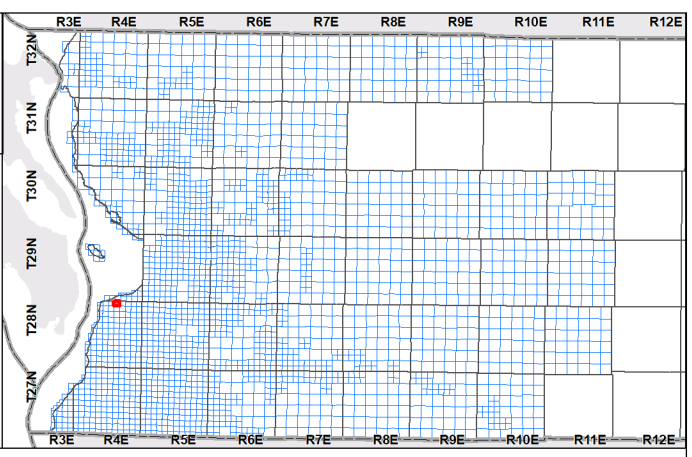 R3E R4E R5E R6E R7E R8E R9E R10E R11E R12E
T32N
T31N
T30N
T29N
T28N
T27N
R3E R4E R5E R6E R7E R8E R9E R10E R11E R12E